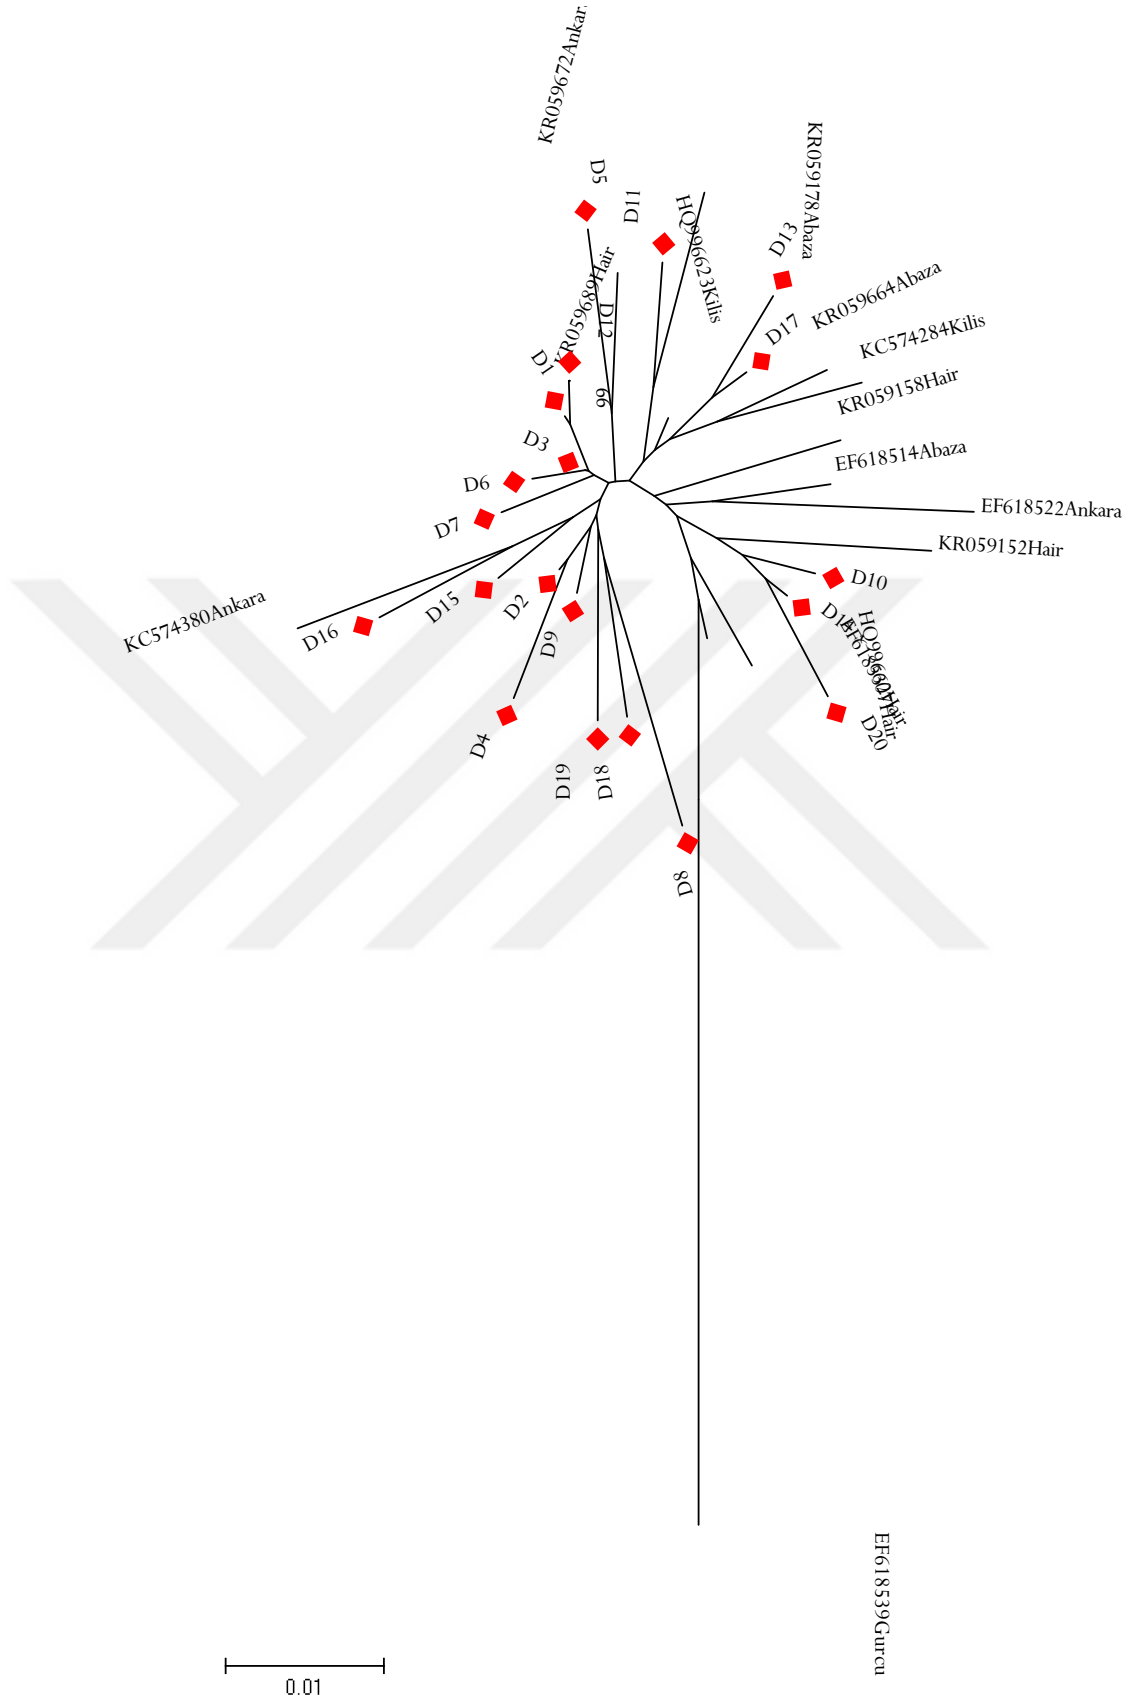 KR059672Ankar
KR059178Abaza
D5
D11
HQ996623Kilis
D13
KR059689Hair
KR059664Abaza
D12
D17
KC574284Kilis
D1
KR059158Hair
99
D3
EF618514Abaza
D6
EF618522Ankara
D7
KR059152Hair
D10
KC574380Ankara
D15
D2
D16
D9
D14
D4
D20
D19
D18
D8
EF618539Gurcu
0.01